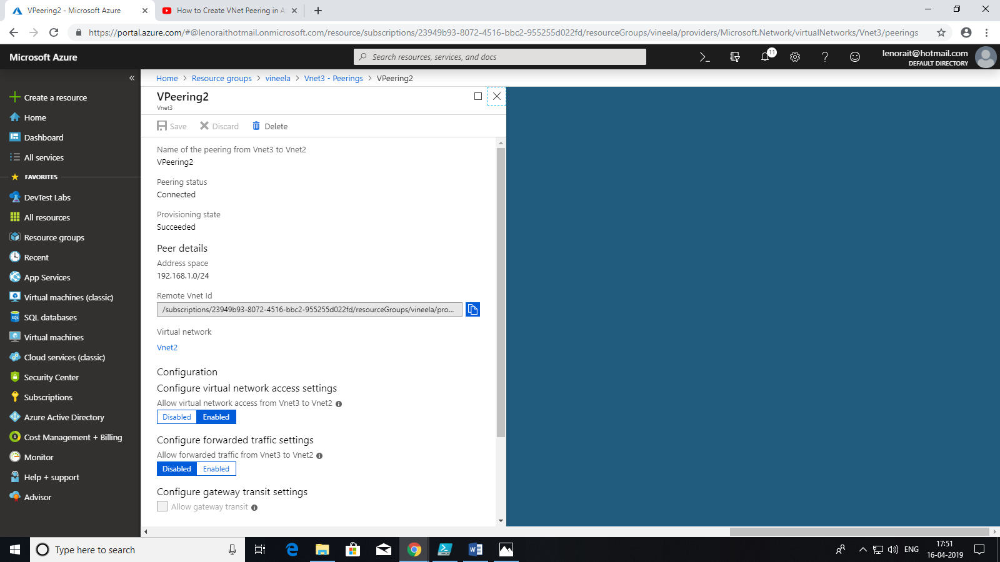 VPeering2 - Microsoft Azure
How to Create VNet Peering in A
https://portal.azure.com/#@lenoraithotmail.onmicrosoft.com/resource/subscriptions/23949b93-8072-4516-bbc2-955255d022fd/resourceGroups/vineela/providers/Microsoft.Network/virtualNetworks/Vnet3/peerings
Microsoft Azure
Search resources, services, and docs
11
lenorait@hotmail.com
DEFAULT DIRECTORY
Home > Resource groups > vineela > Vnet3 - Peerings > VPeering2
Create a resource
Home
Dashboard
All services
FAVORITES
DevTest Labs
All resources
Resource groups
Recent
App Services
Virtual machines (classic)
SQL databases
Virtual machines
Cloud services (classic)
Security Center
Subscriptions
Azure Active Directory
Cost Management + Billing
Monitor
Help + support
Advisor
VPeering2
Vnet3
Save Discard Delete
Name of the peering from Vnet3 to Vnet2
VPeering2
Peering status
Connected
Provisioning state
Succeeded
Peer details
Address space
192.168.1.0/24
Remote Vnet Id
/subscriptions/23949b93-8072-4516-bbc2-955255d022fd/resourceGroups/vineela/pro...
Virtual network
Vnet2
Configuration
Configure virtual network access settings
Allow virtual network access from Vnet3 to Vnet2
Disabled Enabled
Configure forwarded traffic settings
Allow forwarded traffic from Vnet3 to Vnet2
Disabled Enabled
Configure gateway transit settings
Allow gateway transit
Type here to search
ENG
17:51
16-04-2019